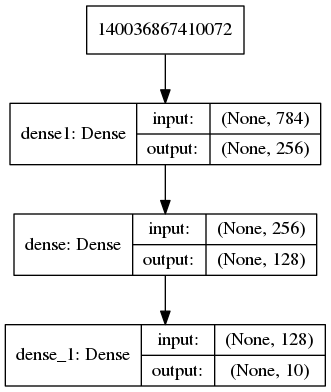 140036867410072
dense1: Dense
input: (None, 784)
output: (None, 256)
dense: Dense
input: (None, 256)
output: (None, 128)
dense_1: Dense
input: (None, 128)
output: (None, 10)